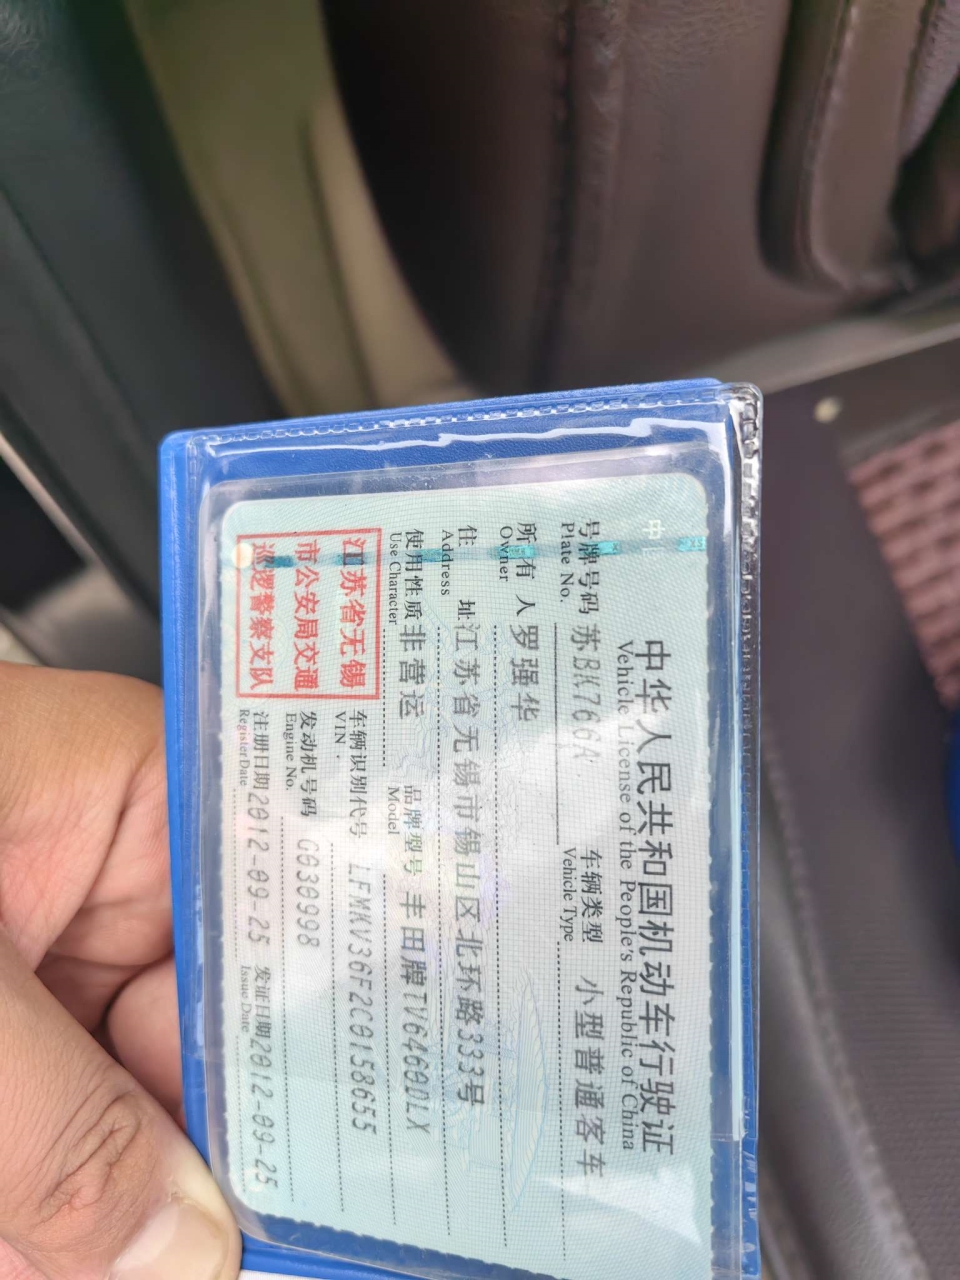 中华人民共和国机动车行驶证
Vehicle License of the People's Republic of China
号牌号码 苏BK766A 车辆类型 小型普通客车
Plate No. Vehicle Type
所有人 罗强华
Owner
住址 江苏省无锡市锡山区北环路333号
Address
使用性质 非营运 品牌型号 丰田牌TV6460DLX
Use Character Model
江苏省无锡
市公安局交通
巡逻警察支队
车辆识别代号 LFMKV36F2C0158655
VIN
发动机号码 G030998
Engine No.
注册日期 2012-09-25 发证日期 2012-09-25
Register Date Issue Date